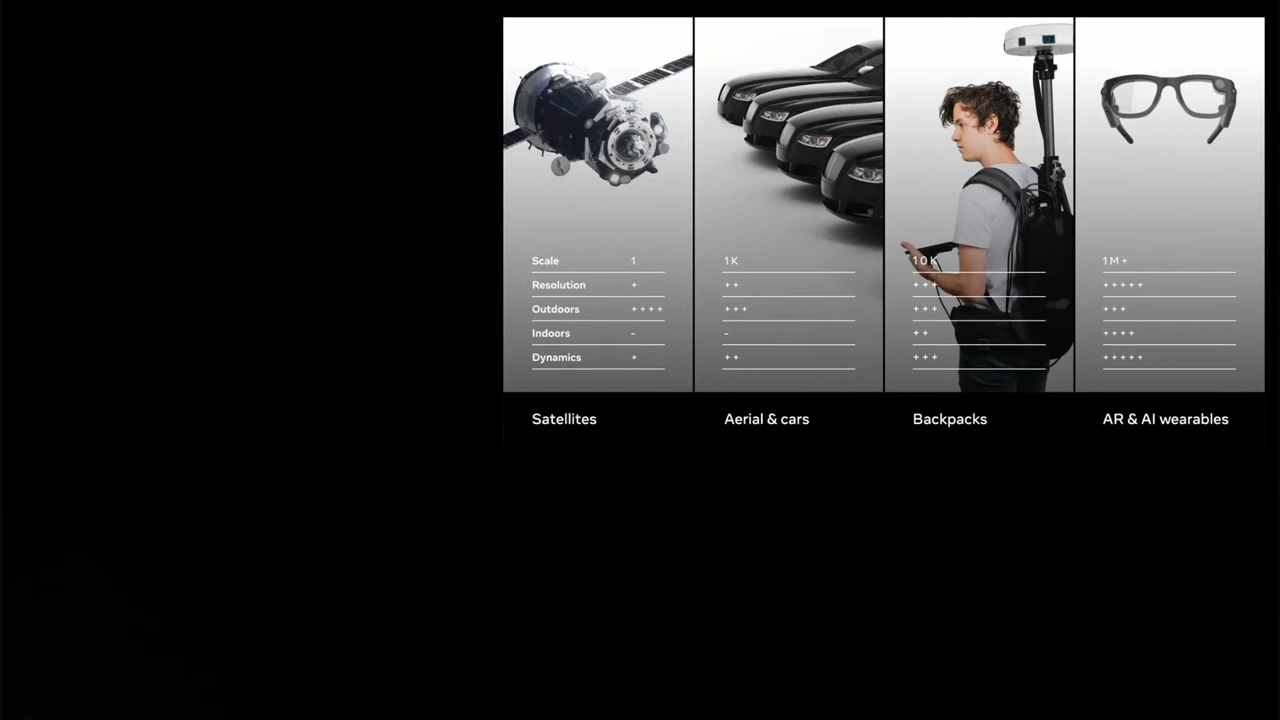 Scale 1 1K 10K 1M+
Resolution + ++ +++ +++++
Outdoors ++++ +++ +++ +++
Indoors - - ++ ++++
Dynamics + ++ +++ +++++
Satellites Aerial & cars Backpacks AR & AI wearables